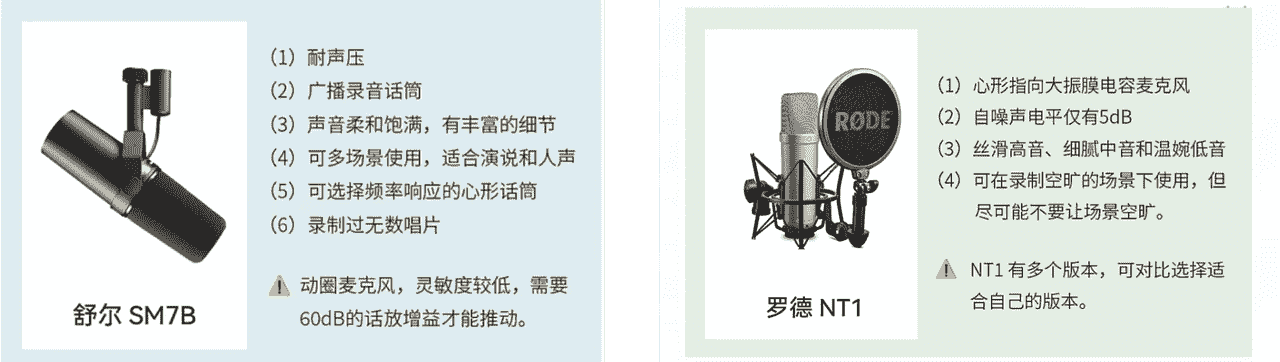 （1）耐声压
（2）广播录音话筒
（3）声音柔和饱满，有丰富的细节
（4）可多场景使用，适合演说和人声
（5）可选择频率响应的心形话筒
（6）录制过无数唱片
动圈麦克风，灵敏度较低，需要
60dB的话放增益才能推动。
舒尔 SM7B
（1）心形指向大振膜电容麦克风
（2）自噪声电平仅有5dB
（3）丝滑高音、细腻中音和温婉低音
（4）可在录制空旷的场景下使用，但
尽可能不要让场景空旷。
NT1 有多个版本，可对比选择适
合自己的版本。
RØDE
罗德 NT1